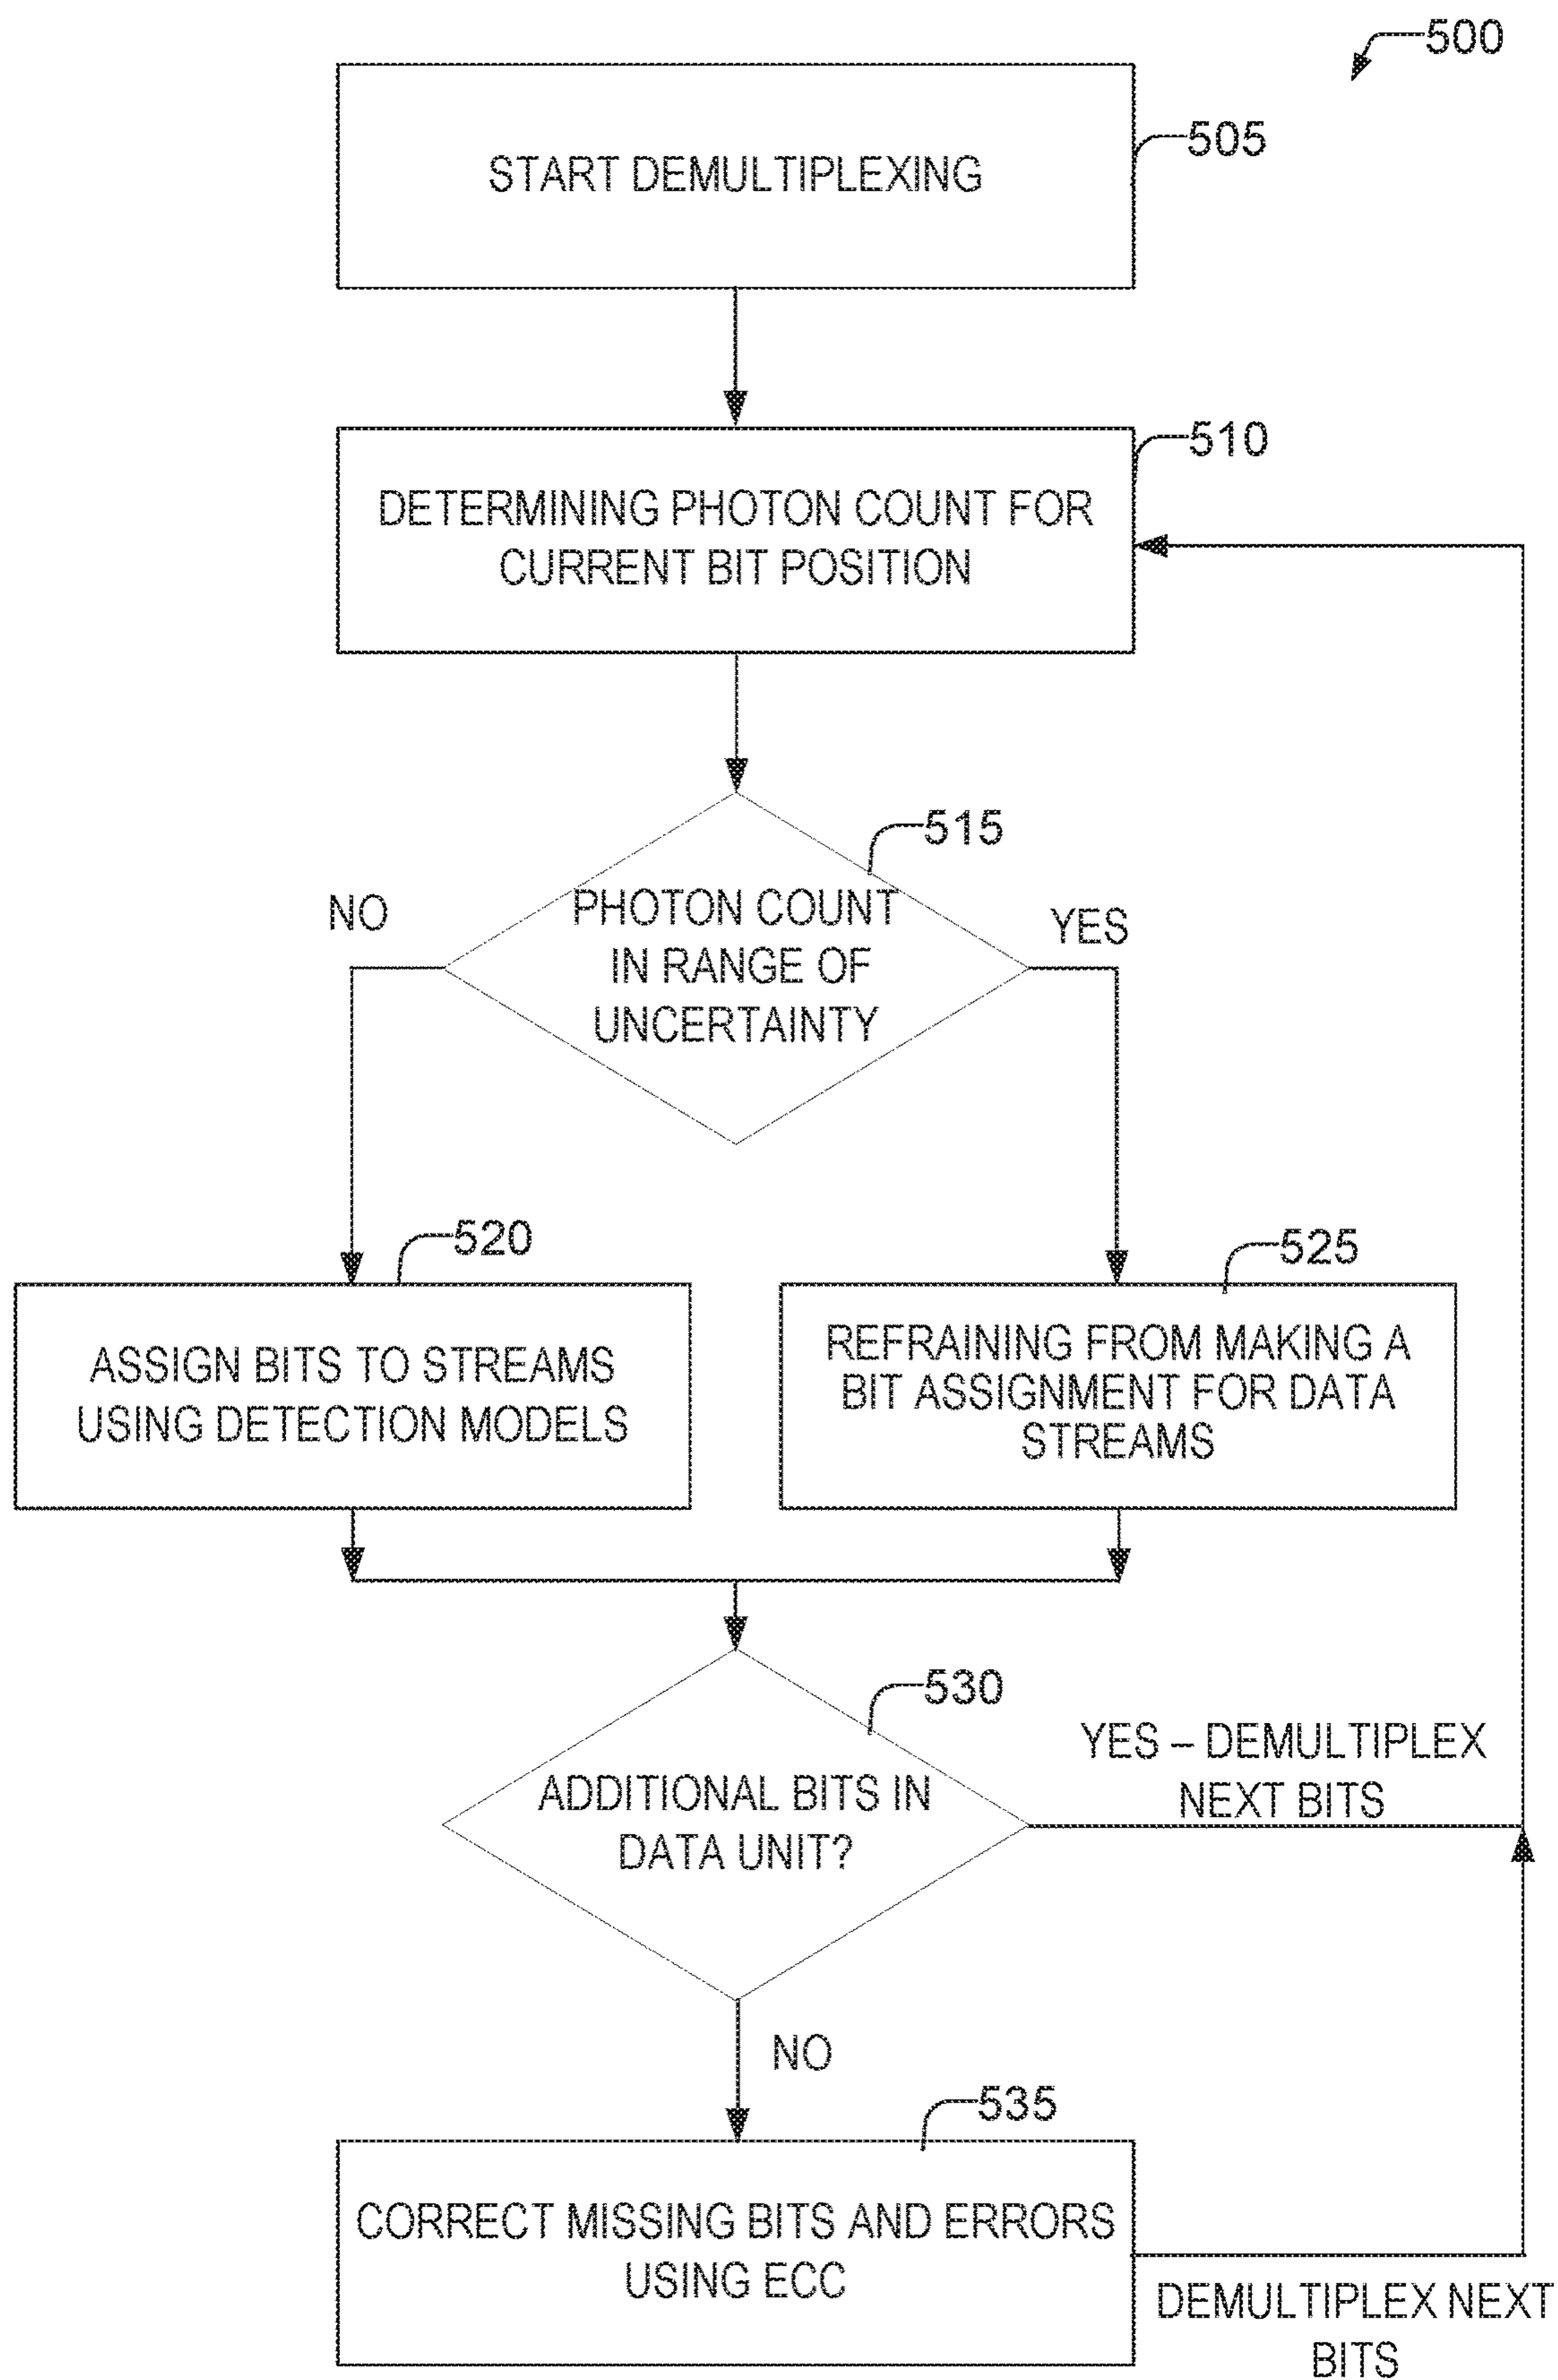 500
START DEMULTIPLEXING
505
510
DETERMINING PHOTON COUNT FOR
CURRENT BIT POSITION
515
NO
PHOTON COUNT
IN RANGE OF
UNCERTAINTY
YES
520
525
ASSIGN BITS TO STREAMS
USING DETECTION MODELS
REFRAINING FROM MAKING A
BIT ASSIGNMENT FOR DATA
STREAMS
530
ADDITIONAL BITS IN
DATA UNIT?
YES – DEMULTIPLEX
NEXT BITS
NO
535
CORRECT MISSING BITS AND ERRORS
USING ECC
DEMULTIPLEX NEXT
BITS